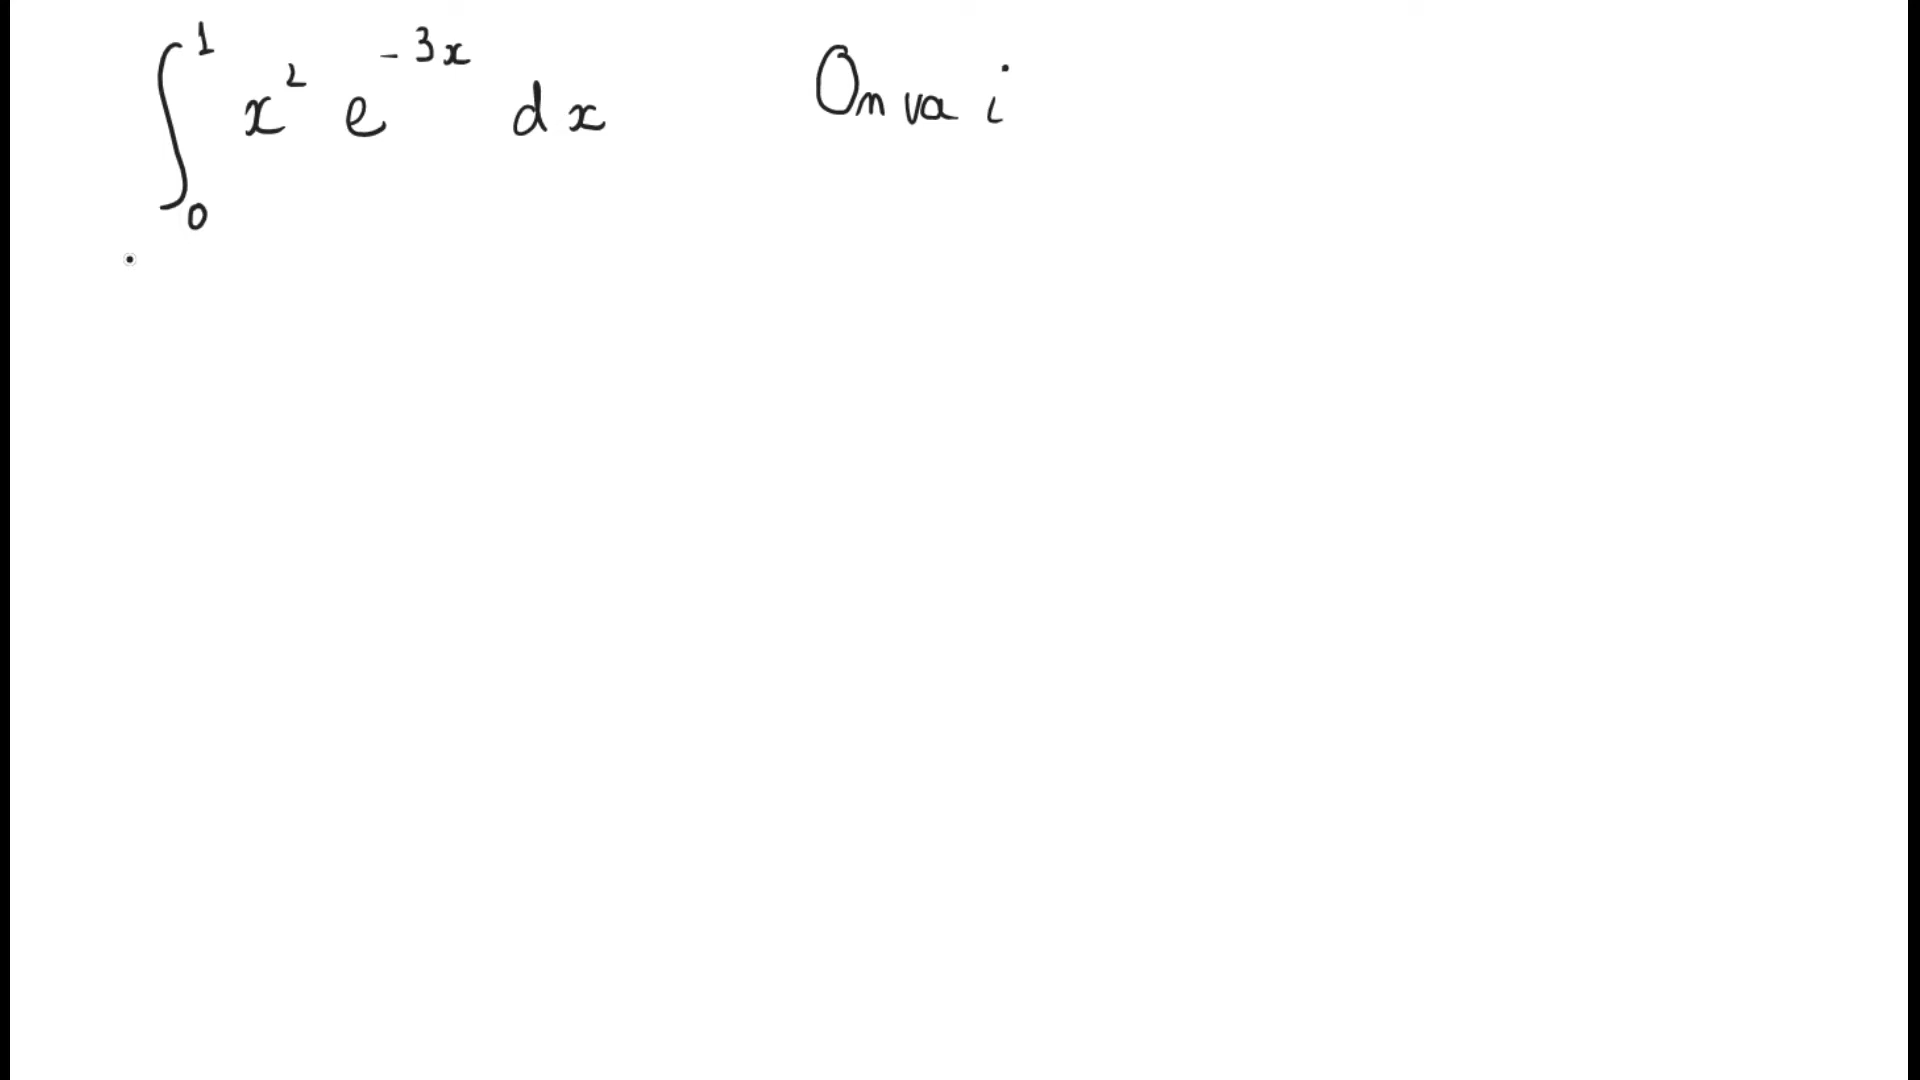 ∫₀¹ x² e⁻³ˣ dx On va i